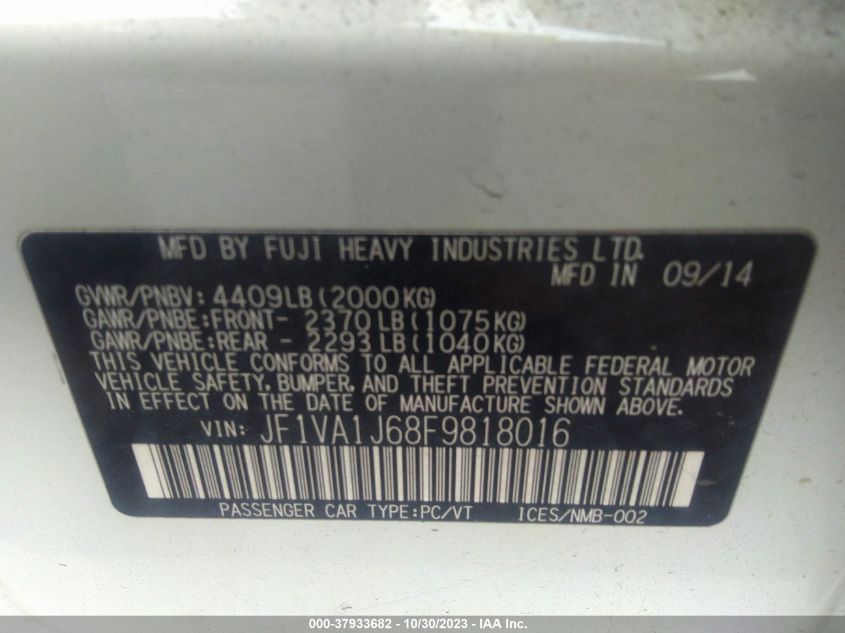 MFD BY FUJI HEAVY INDUSTRIES LTD.
MFD IN 09/14
GVWR/PNBV: 4409LB(2000KG)
GAWR/PNBE:FRONT- 2370LB(1075KG)
GAWR/PNBE:REAR - 2293LB(1040KG)
THIS VEHICLE CONFORMS TO ALL APPLICABLE FEDERAL MOTOR
VEHICLE SAFETY, BUMPER, AND THEFT PREVENTION STANDARDS
IN EFFECT ON THE DATE OF MANUFACTURE SHOWN ABOVE.
VIN: JF1VA1J68F9818016
PASSENGER CAR TYPE:PC/VT ICES/NMB-002
000-37933682 - 10/30/2023 - © IAA, Inc.